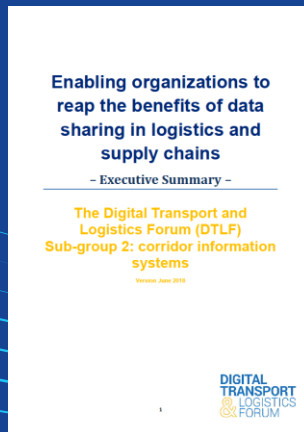 Enabling organizations to
reap the benefits of data
sharing in logistics and
supply chains
– Executive Summary –
The Digital Transport and
Logistics Forum (DTLF)
Sub-group 2: corridor information
systems
Version June 2018
1
DIGITAL
TRANSPORT
& LOGISTICS
FORUM